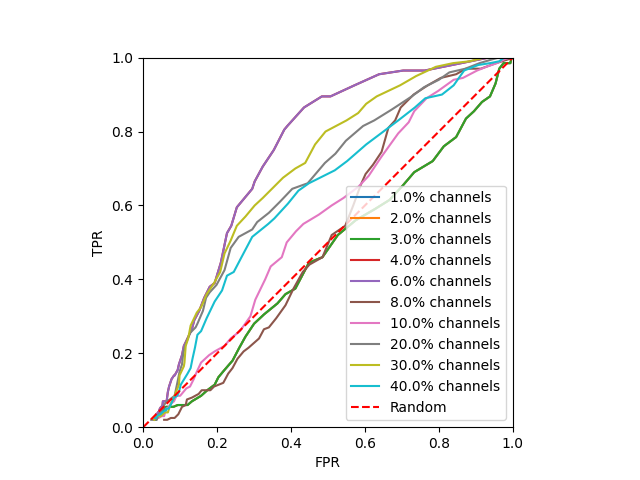 1.0
0.8
0.6
0.4
0.2
0.0
TPR
0.0 0.2 0.4 0.6 0.8 1.0
FPR
1.0% channels
2.0% channels
3.0% channels
4.0% channels
6.0% channels
8.0% channels
10.0% channels
20.0% channels
30.0% channels
40.0% channels
Random